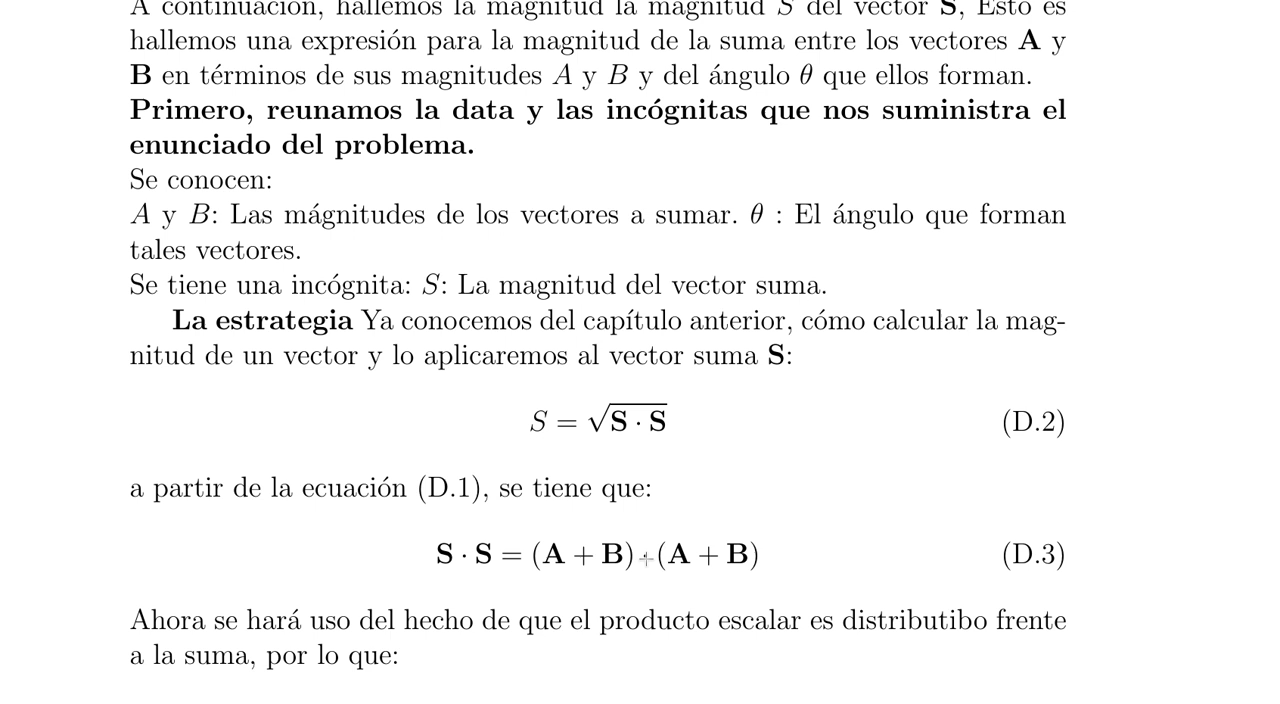 A continuación, hallemos la magnitud la magnitud S del vector S, Esto es
hallemos una expresión para la magnitud de la suma entre los vectores A y
B en términos de sus magnitudes A y B y del ángulo θ que ellos forman.
Primero, reunamos la data y las incógnitas que nos suministra el
enunciado del problema.
Se conocen:
A y B: Las mágnitudes de los vectores a sumar. θ : El ángulo que forman
tales vectores.
Se tiene una incógnita: S: La magnitud del vector suma.
La estrategia Ya conocemos del capítulo anterior, cómo calcular la mag-
nitud de un vector y lo aplicaremos al vector suma S:
S = √S · S (D.2)
a partir de la ecuación (D.1), se tiene que:
S · S = (A + B) · (A + B) (D.3)
Ahora se hará uso del hecho de que el producto escalar es distributibo frente
a la suma, por lo que: